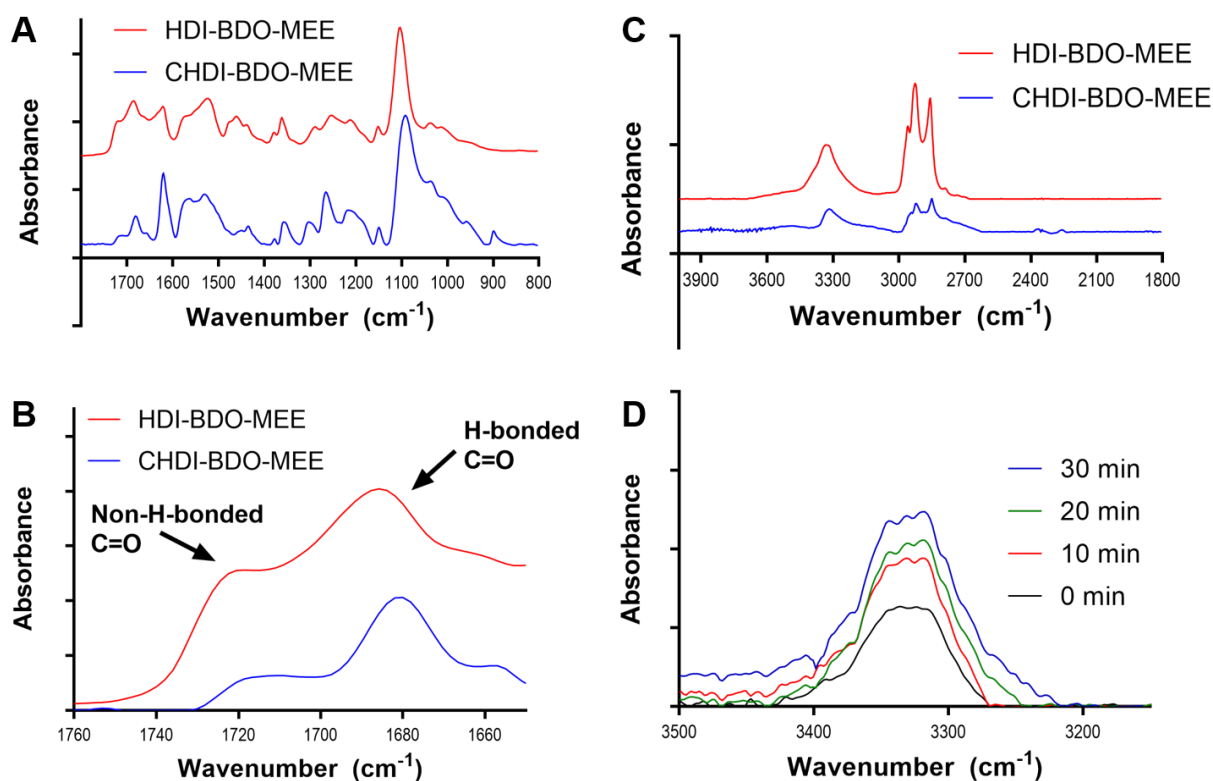 A
HDI-BDO-MEE
CHDI-BDO-MEE
Absorbance
1700 1600 1500 1400 1300 1200 1100 1000 900 800
Wavenumber (cm-1)
B
HDI-BDO-MEE
CHDI-BDO-MEE
H-bonded
C=O
Non-H-bonded
C=O
Absorbance
1760 1740 1720 1700 1680 1660
Wavenumber (cm-1)
C
HDI-BDO-MEE
CHDI-BDO-MEE
Absorbance
3900 3600 3300 3000 2700 2400 2100 1800
Wavenumber (cm-1)
D
30 min
20 min
10 min
0 min
Absorbance
3500 3400 3300 3200
Wavenumber (cm-1)